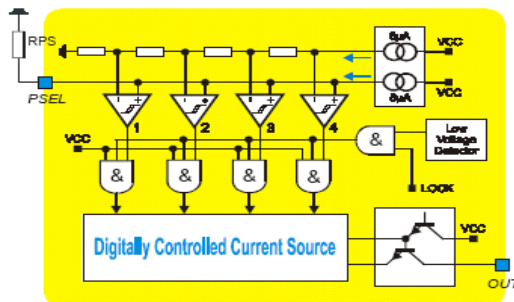 RPS
PSEL
5µA
VCC
VCC
5µA
- +
- +
- +
- +
1
2
3
4
VCC
&
&
&
&
&
Low
Voltage
Detector
LOCK
Digitally Controlled Current Source
VCC
OUT